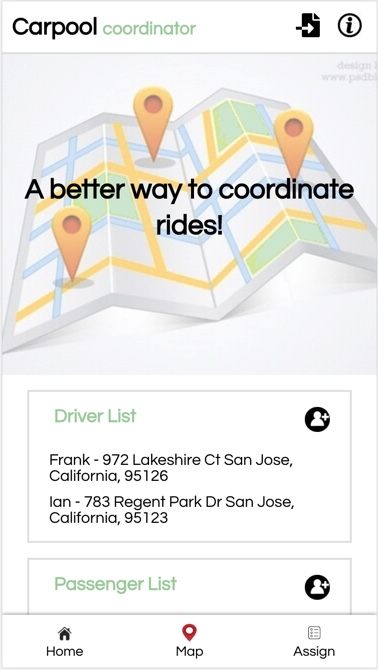 Carpool coordinator
design b
www.psdbl
A better way to coordinate
rides!
Driver List
Frank - 972 Lakeshire Ct San Jose,
California, 95126
Ian - 783 Regent Park Dr San Jose,
California, 95123
Passenger List
Home Map Assign